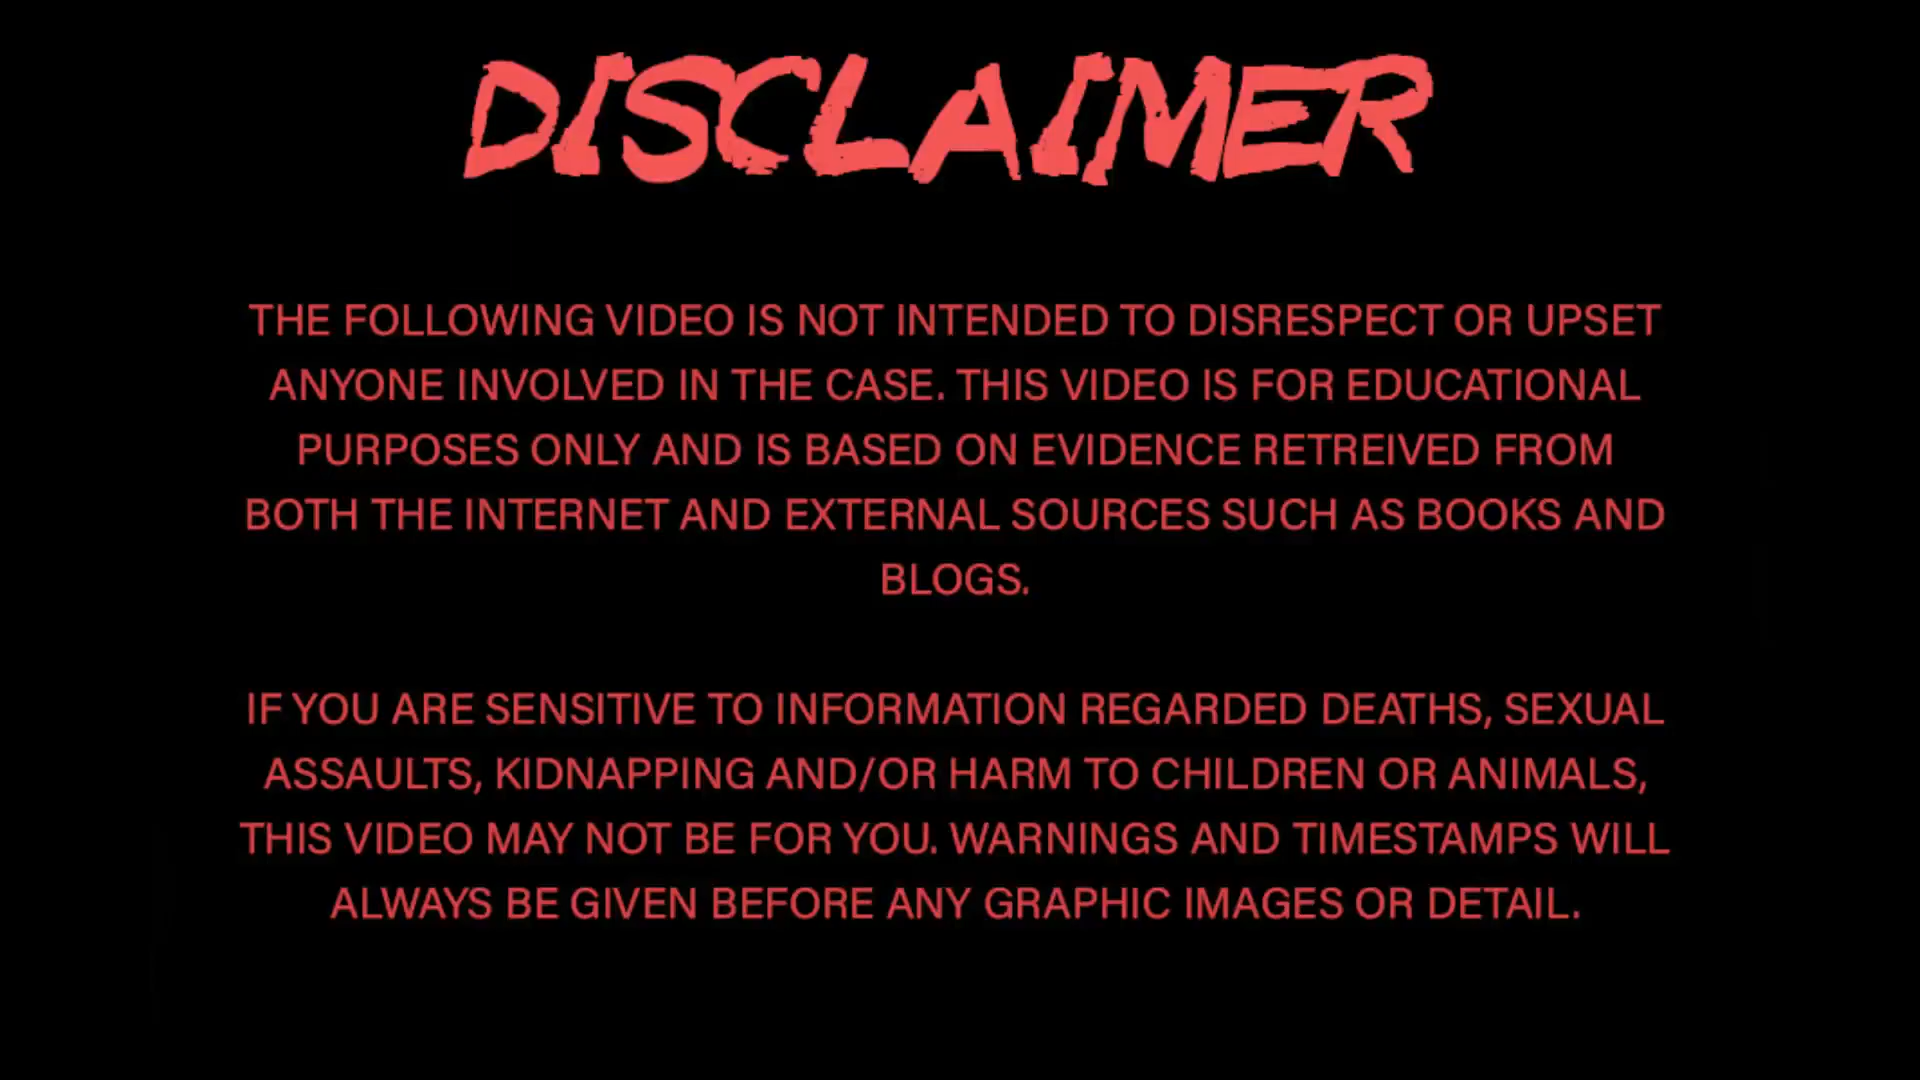 DISCLAIMER
THE FOLLOWING VIDEO IS NOT INTENDED TO DISRESPECT OR UPSET
ANYONE INVOLVED IN THE CASE. THIS VIDEO IS FOR EDUCATIONAL
PURPOSES ONLY AND IS BASED ON EVIDENCE RETREIVED FROM
BOTH THE INTERNET AND EXTERNAL SOURCES SUCH AS BOOKS AND
BLOGS.
IF YOU ARE SENSITIVE TO INFORMATION REGARDED DEATHS, SEXUAL
ASSAULTS, KIDNAPPING AND/OR HARM TO CHILDREN OR ANIMALS,
THIS VIDEO MAY NOT BE FOR YOU. WARNINGS AND TIMESTAMPS WILL
ALWAYS BE GIVEN BEFORE ANY GRAPHIC IMAGES OR DETAIL.